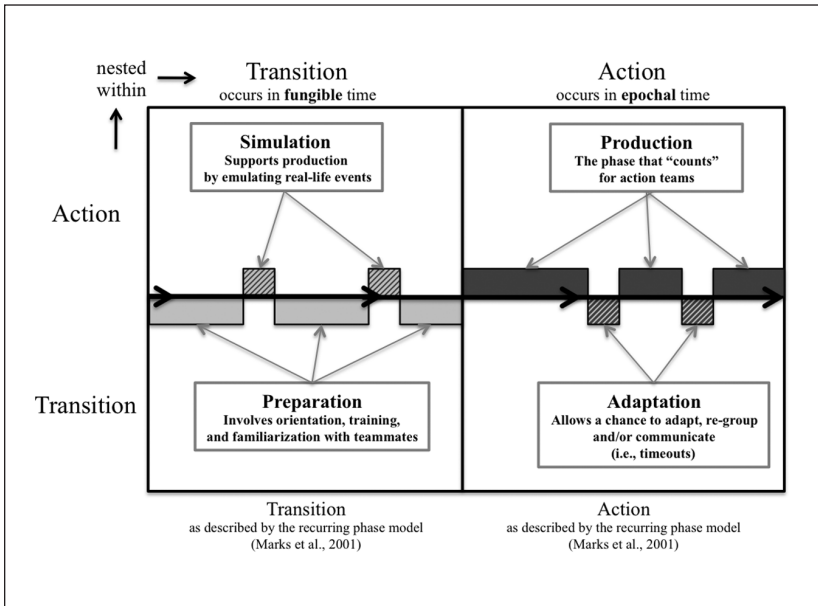 nested
within
Transition
occurs in fungible time
Action
occurs in epochal time
Simulation
Supports production
by emulating real-life events
Production
The phase that “counts”
for action teams
Action
Transition
Preparation
Involves orientation, training,
and familiarization with teammates
Adaptation
Allows a chance to adapt, re-group
and/or communicate
(i.e., timeouts)
Transition
as described by the recurring phase model
(Marks et al., 2001)
Action
as described by the recurring phase model
(Marks et al., 2001)